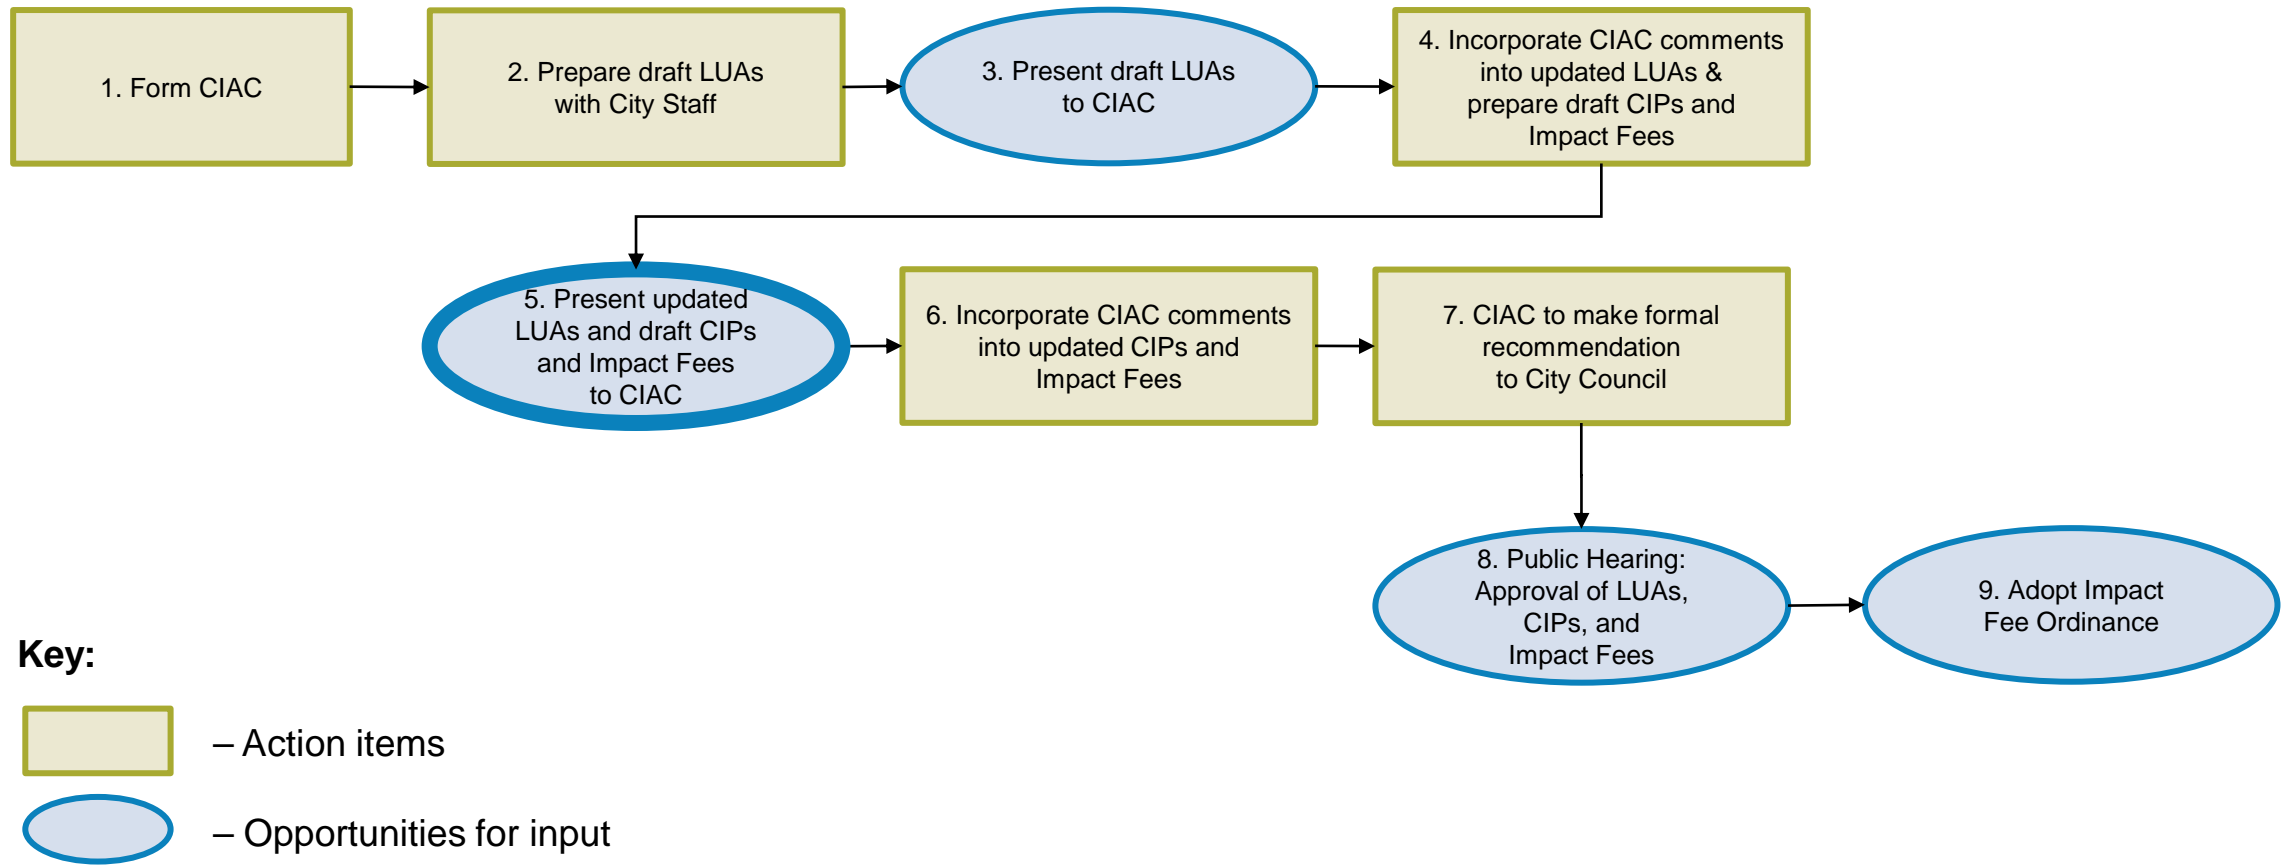 1. Form CIAC
2. Prepare draft LUAs
with City Staff
3. Present draft LUAs
to CIAC
4. Incorporate CIAC comments
into updated LUAs &
prepare draft CIPs and
Impact Fees
5. Present updated
LUAs and draft CIPs
and Impact Fees
to CIAC
6. Incorporate CIAC comments
into updated CIPs and
Impact Fees
7. CIAC to make formal
recommendation
to City Council
8. Public Hearing:
Approval of LUAs,
CIPs, and
Impact Fees
9. Adopt Impact
Fee Ordinance
Key:
– Action items
– Opportunities for input